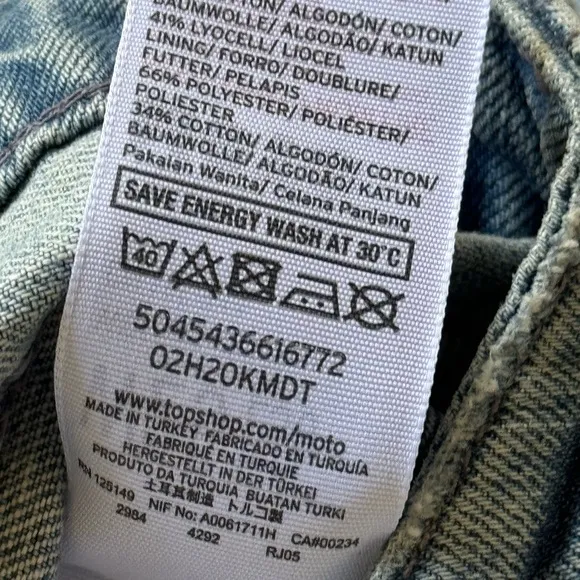 BAUMWOLLE/ ALGODÃO/ KATUN
41% LYOCELL/ LIOCEL
LINING/ FORRO/ DOUBLURE/
FUTTER/ PELAPIS
66% POLYESTER/ POLIÉSTER/
POLIESTER
34% COTTON/ ALGODÓN/ COTON/
BAUMWOLLE/ ALGODÃO/ KATUN
Pakaian Wanita/ Celana Panjang
SAVE ENERGY WASH AT 30°C
40
5045436616772
02H20KMDT
www.topshop.com/moto
MADE IN TURKEY FABRICADO EN TURQUÍA
FABRIQUÉ EN TURQUIE
HERGESTELLT IN DER TÜRKEI
PRODUTO DA TURQUIA BUATAN TURKI
土耳其制造 トルコ製
RN 125149 NIF No: A0061711H CA#00234
2984 4292 RJ05